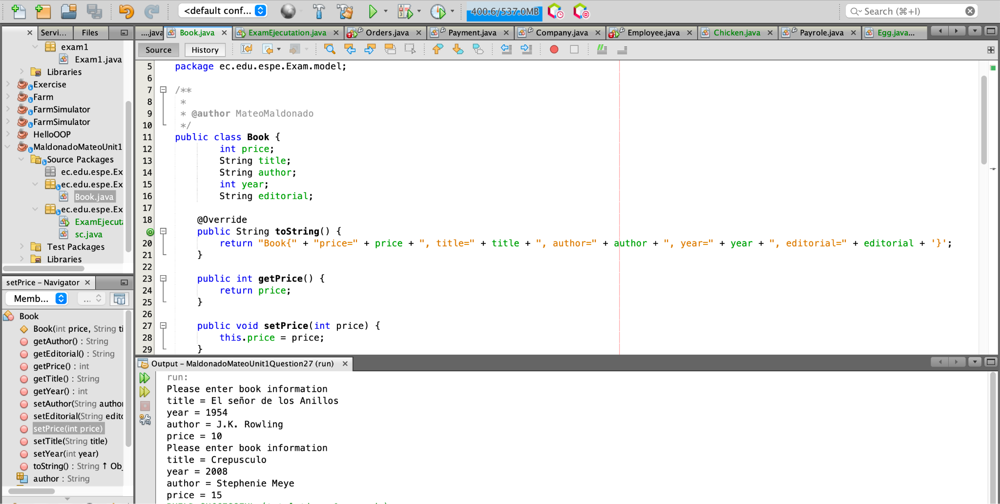 <default conf...
400.6/537.0MB
Search (⌘+I)
Servi...
Files
....java
Book.java
ExamEjecutation.java
Orders.java
Payment.java
Company.java
Employee.java
Chicken.java
Payrole.java
Egg.java...
Source
History
exam1
Exam1.java
Libraries
Exercise
Farm
FarmSimulator
FarmSimulator
HelloOOP
MaldonadoMateoUnit1
Source Packages
ec.edu.espe.Ex
ec.edu.espe.Ex
Book.java
ec.edu.espe.Ex
ExamEjecuta
sc.java
Test Packages
Libraries
5 package ec.edu.espe.Exam.model;
6
7 /**
8 *
9 * @author MateoMaldonado
10 */
11 public class Book {
12 int price;
13 String title;
14 String author;
15 int year;
16 String editorial;
17
18 @Override
public String toString() {
20 return "Book{" + "price=" + price + ", title=" + title + ", author=" + author + ", year=" + year + ", editorial=" + editorial + '}';
21 }
22
23 public int getPrice() {
24 return price;
25 }
26
27 public void setPrice(int price) {
28 this.price = price;
29 }
setPrice - Navigator
Memb...
...
Book
Book(int price, String ti
getAuthor() : String
getEditorial() : String
getPrice() : int
getTitle() : String
getYear() : int
setAuthor(String author
setEditorial(String edito
setPrice(int price)
setTitle(String title)
setYear(int year)
toString() : String ↑ Ob
author : String
Output - MaldonadoMateoUnit1Question27 (run)
run:
Please enter book information
title = El señor de los Anillos
year = 1954
author = J.K. Rowling
price = 10
Please enter book information
title = Crepusculo
year = 2008
author = Stephenie Meye
price = 15